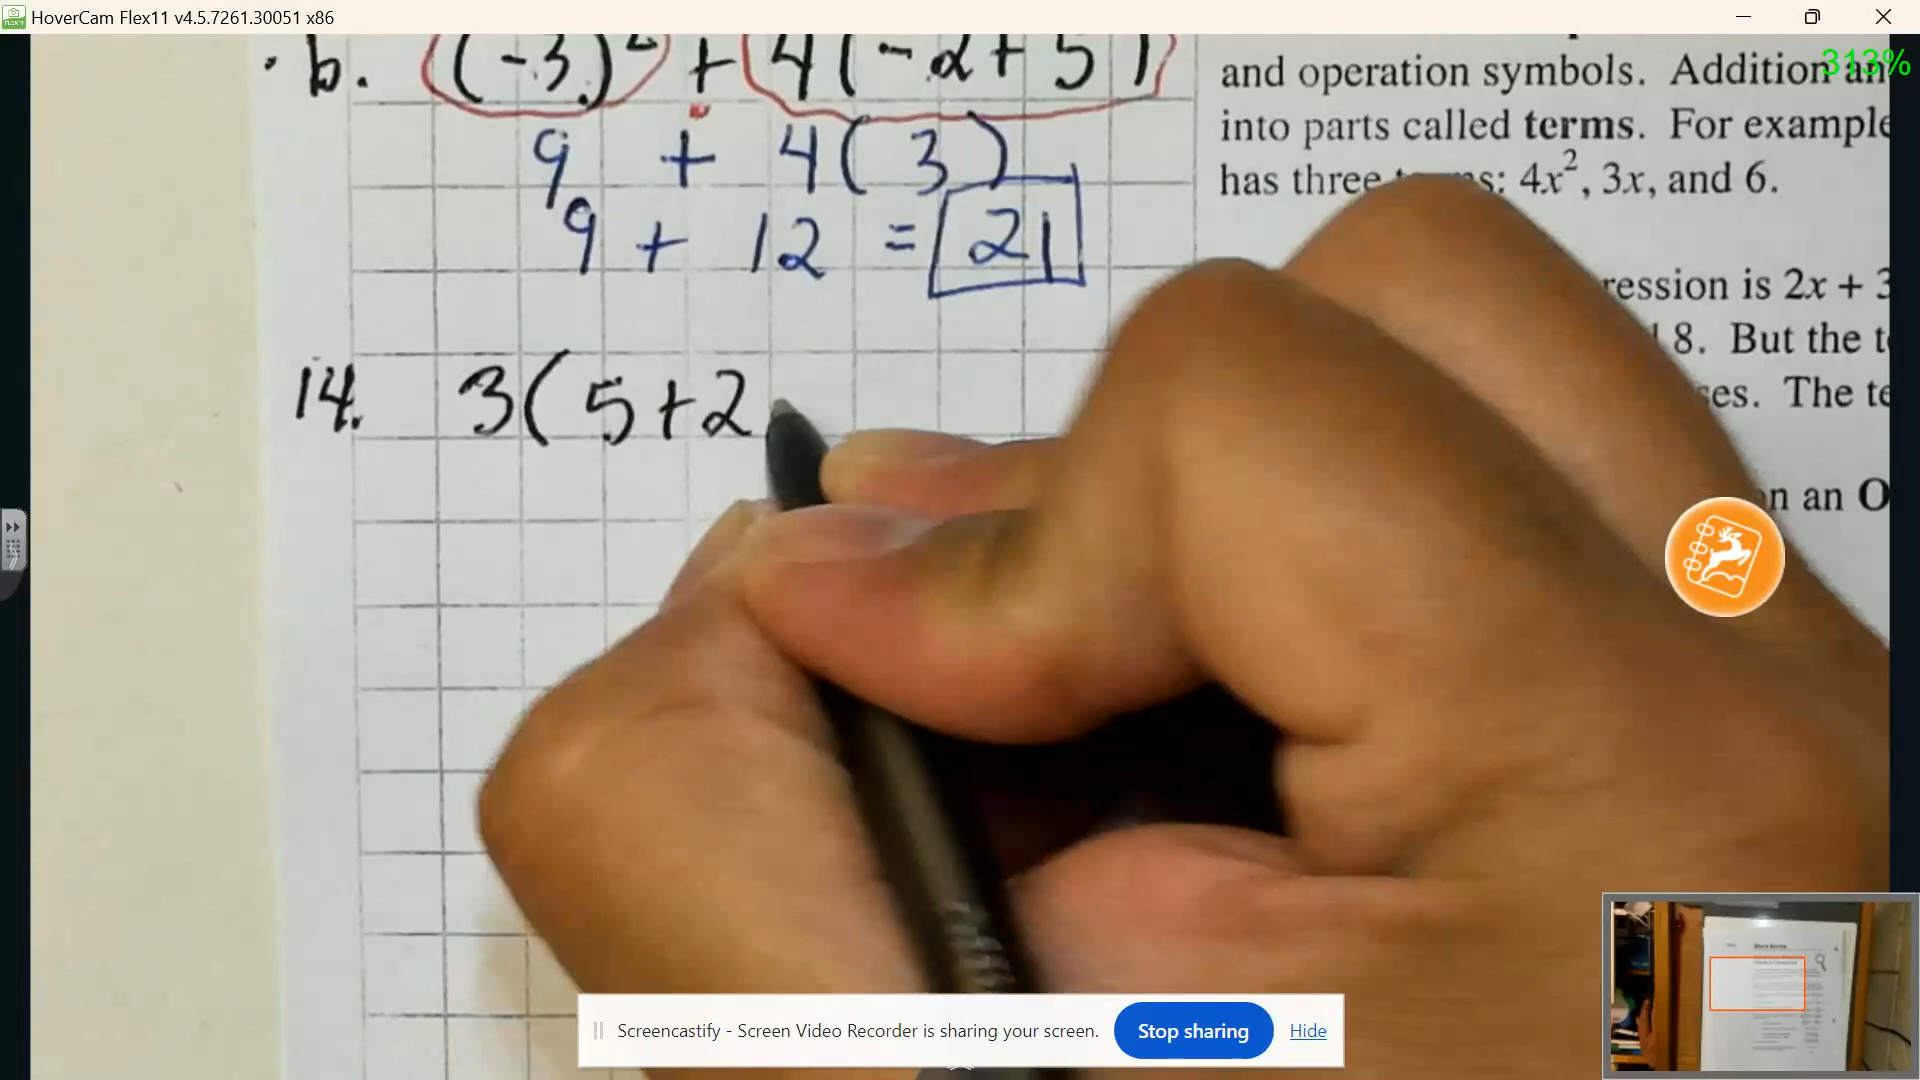 HoverCam Flex11 v4.5.7261.30051 x86
313%
• b. (-3)² + 4(-2+5)
9 + 4(3)
9 + 12 = 21
14. 3(5+2
and operation symbols. Addition an
into parts called terms. For example
has three : 4x², 3x, and 6.
ression is 2x + 3
8. But the t
ses. The te
n an O
Screencastify - Screen Video Recorder is sharing your screen. Stop sharing Hide